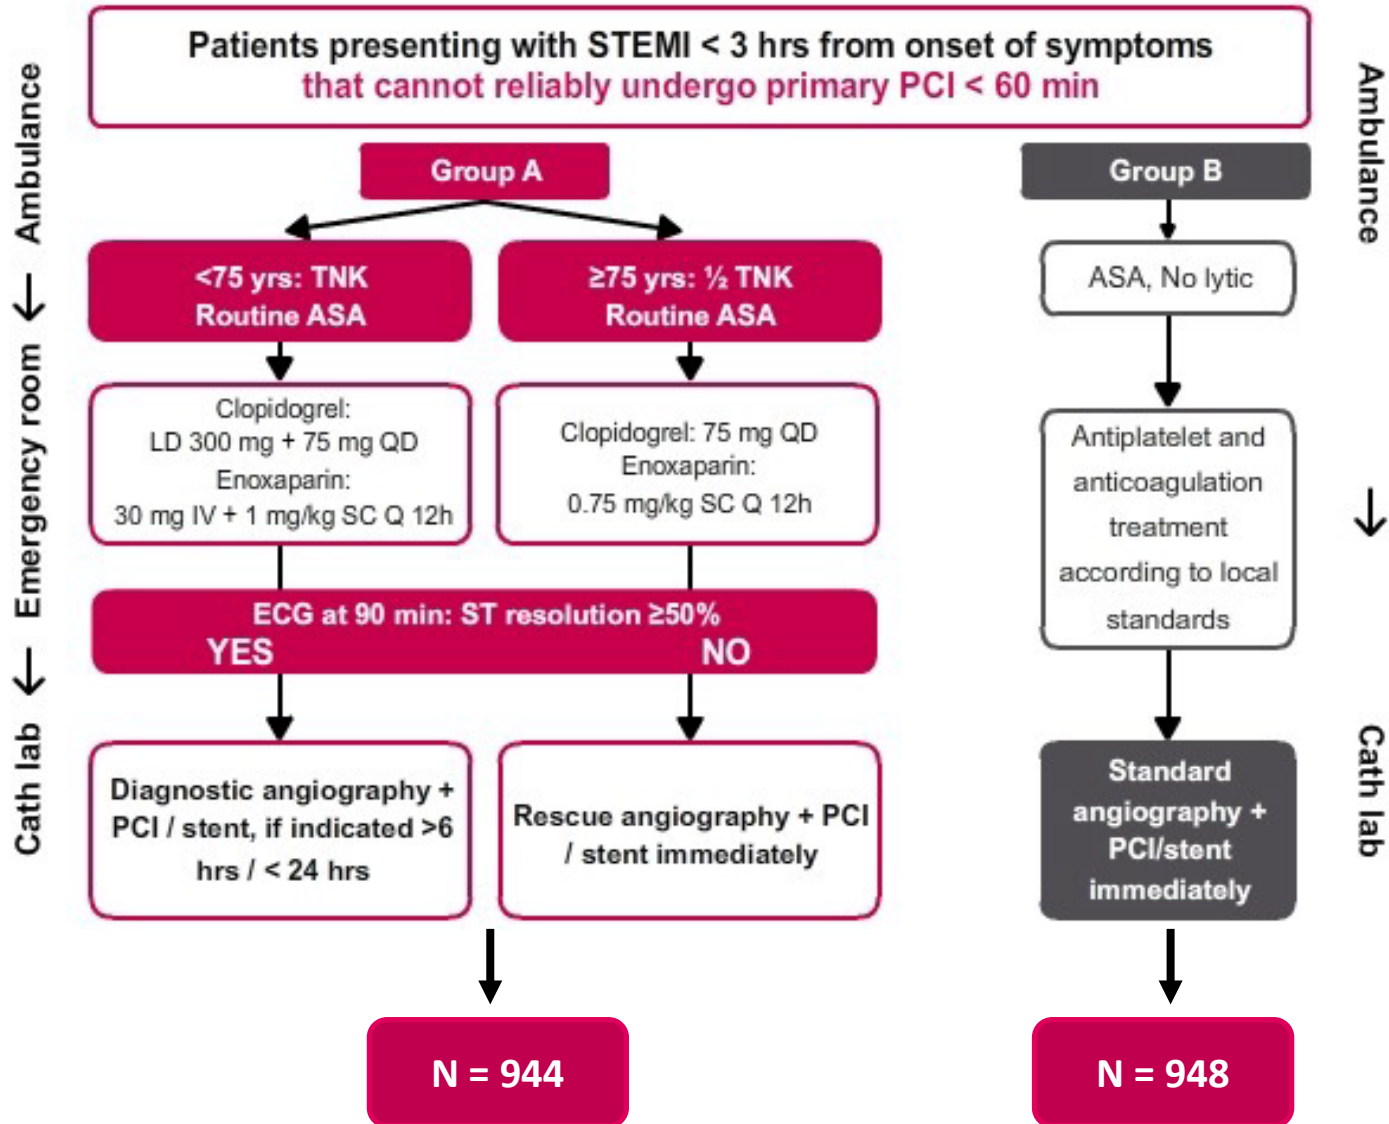 Patients presenting with STEMI < 3 hrs from onset of symptoms
that cannot reliably undergo primary PCI < 60 min
Ambulance
Emergency room
Cath lab
Group A
<75 yrs: TNK
Routine ASA
≥75 yrs: ½ TNK
Routine ASA
Clopidogrel:
LD 300 mg + 75 mg QD
Enoxaparin:
30 mg IV + 1 mg/kg SC Q 12h
Clopidogrel: 75 mg QD
Enoxaparin:
0.75 mg/kg SC Q 12h
ECG at 90 min: ST resolution ≥50%
YES
NO
Diagnostic angiography +
PCI / stent, if indicated >6
hrs / < 24 hrs
Rescue angiography + PCI
/ stent immediately
N = 944
Group B
ASA, No lytic
Antiplatelet and
anticoagulation
treatment
according to local
standards
Standard
angiography +
PCI/stent
immediately
N = 948
Ambulance
Cath lab